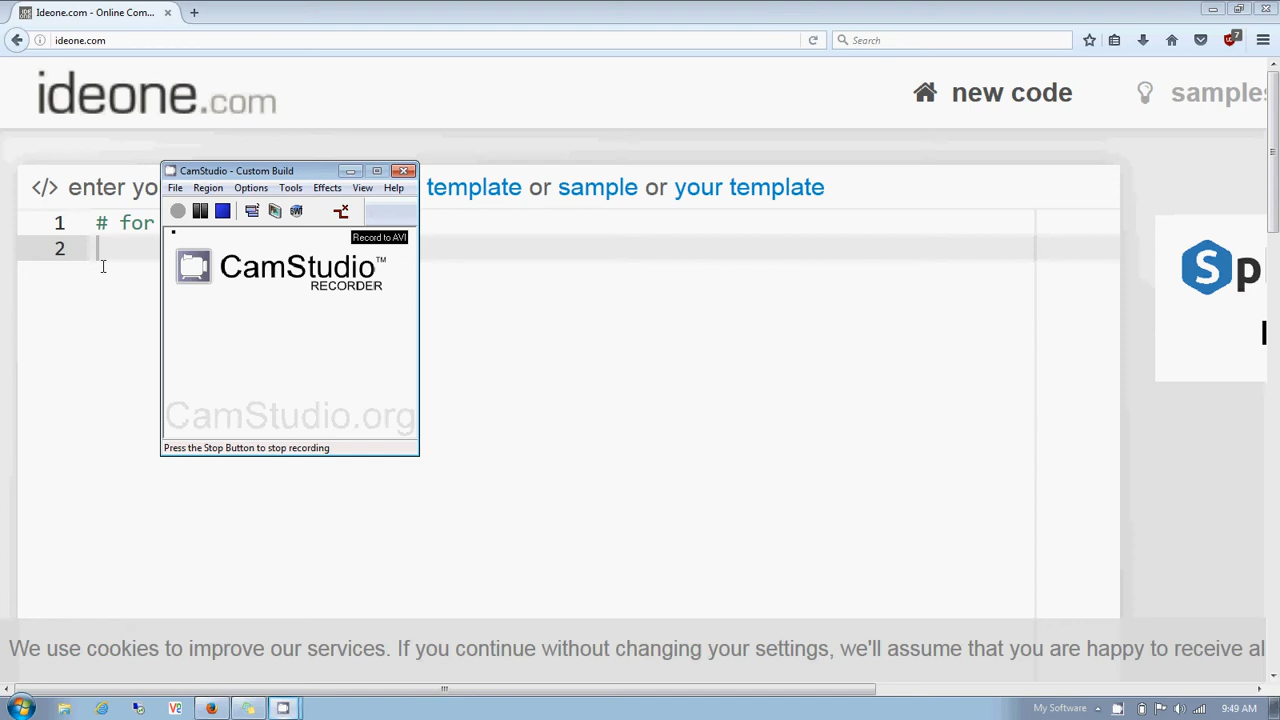 Ideone.com - Online Com...
ideone.com
Search
7
ideone.com
new code
samples
enter yo
template or sample or your template
1 # for
2
CamStudio - Custom Build
File Region Options Tools Effects View Help
Record to AVI
CamStudio™
RECORDER
CamStudio.org
Press the Stop Button to stop recording
Sp
We use cookies to improve our services. If you continue without changing your settings, we'll assume that you are happy to receive al
My Software
9:49 AM